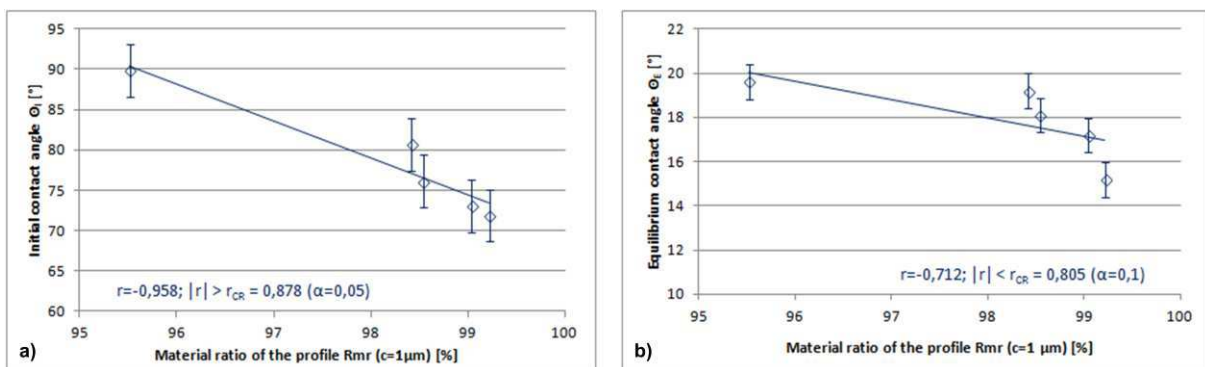 95
90
85
80
75
70
65
60
Initial contact angle ΘI [°]
r=-0,958; |r| > rCR = 0,878 (α=0,05)
95 96 97 98 99 100
a)
Material ratio of the profile Rmr (c=1µm) [%]
22
20
18
16
14
12
10
Equilibrium contact angle ΘE [°]
r=-0,712; |r| < rCR = 0,805 (α=0,1)
95 96 97 98 99 100
b)
Material ratio of the profile Rmr (c=1 µm) [%]